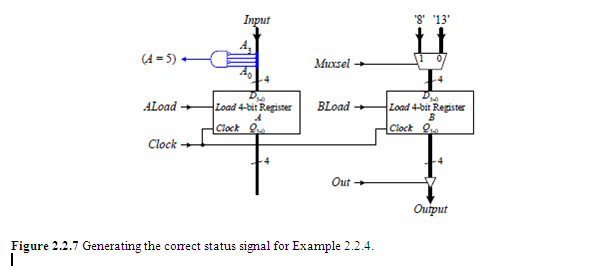 Input
'8' '13'
A3
(A = 5)
A0
Muxsel
1 0
4
4
D3-0
D3-0
ALoad
Load 4-bit Register
A
BLoad
Load 4-bit Register
B
Clock Q3-0
Clock Q3-0
Clock
4
4
Out
Output
Figure 2.2.7 Generating the correct status signal for Example 2.2.4.